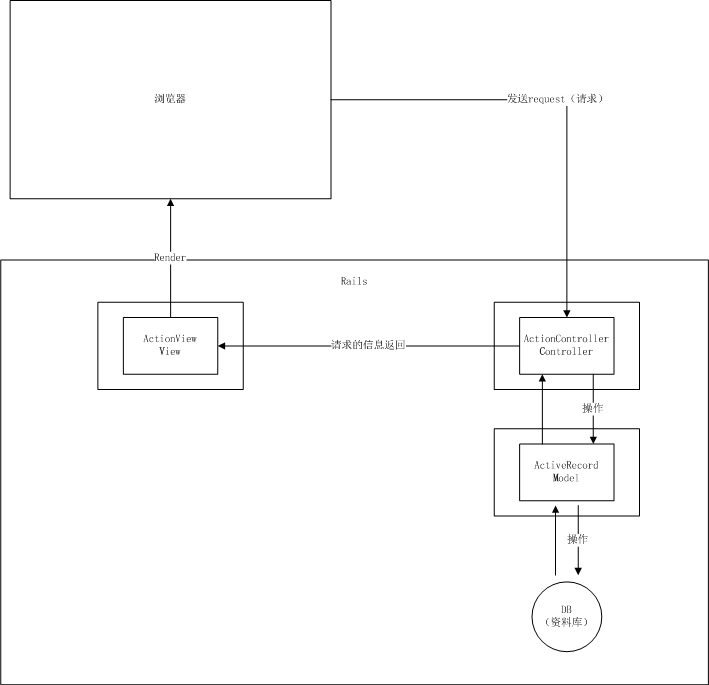 浏览器
发送request（请求）
Render
Rails
ActionView
View
请求的信息返回
ActionController
Controller
操作
ActiveRecord
Model
操作
DB
（资料库）